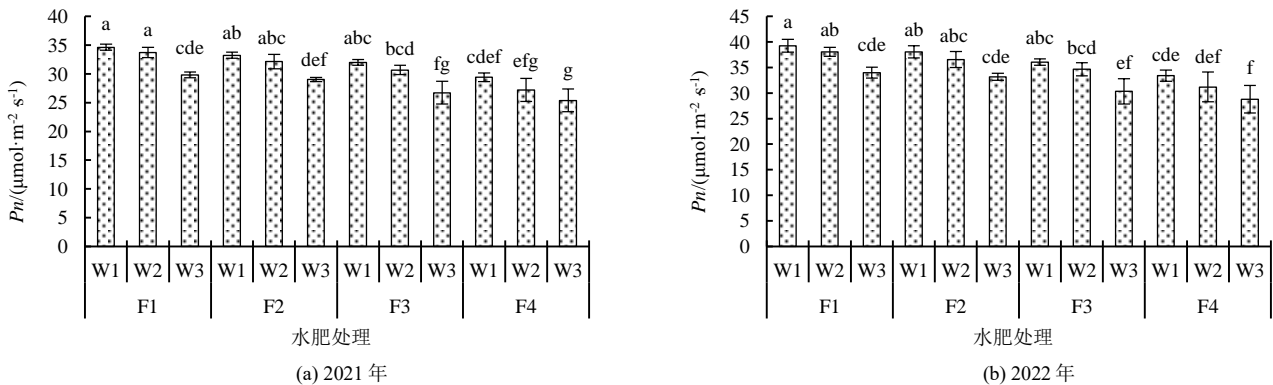 40
35
30
25
20
15
10
5
0
Pn/(μmol·m⁻² s⁻¹)
a a cde ab abc def abc bcd fg cdef efg g
W1 W2 W3 W1 W2 W3 W1 W2 W3 W1 W2 W3
F1 F2 F3 F4
水肥处理
(a) 2021 年
45
40
35
30
25
20
15
10
5
0
Pn/(μmol·m⁻² s⁻¹)
a ab cde ab abc cde abc bcd ef cde def f
W1 W2 W3 W1 W2 W3 W1 W2 W3 W1 W2 W3
F1 F2 F3 F4
水肥处理
(b) 2022 年